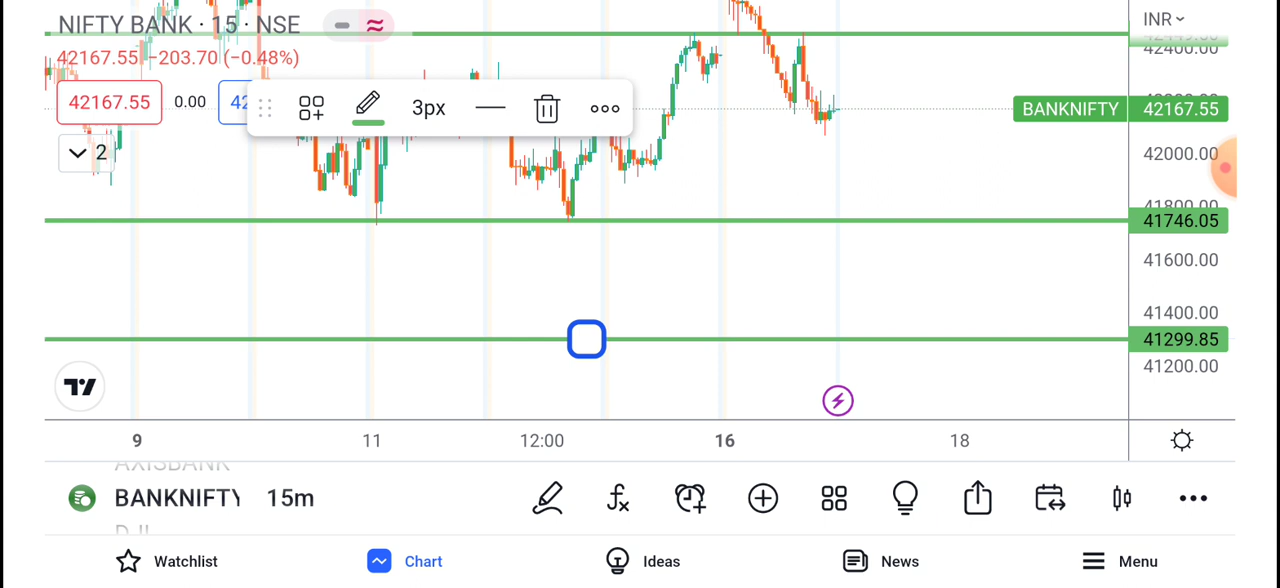 NIFTY BANK · 15 · NSE
INR
42400.00
42167.55 −203.70 (−0.48%)
42167.55
0.00
42
3px
BANKNIFTY 42167.55
2
42000.00
41800.00
41746.05
41600.00
41400.00
41299.85
41200.00
9 11 12:00 16 18
AXISBANK
BANKNIFTY 15m
Watchlist Chart Ideas News Menu